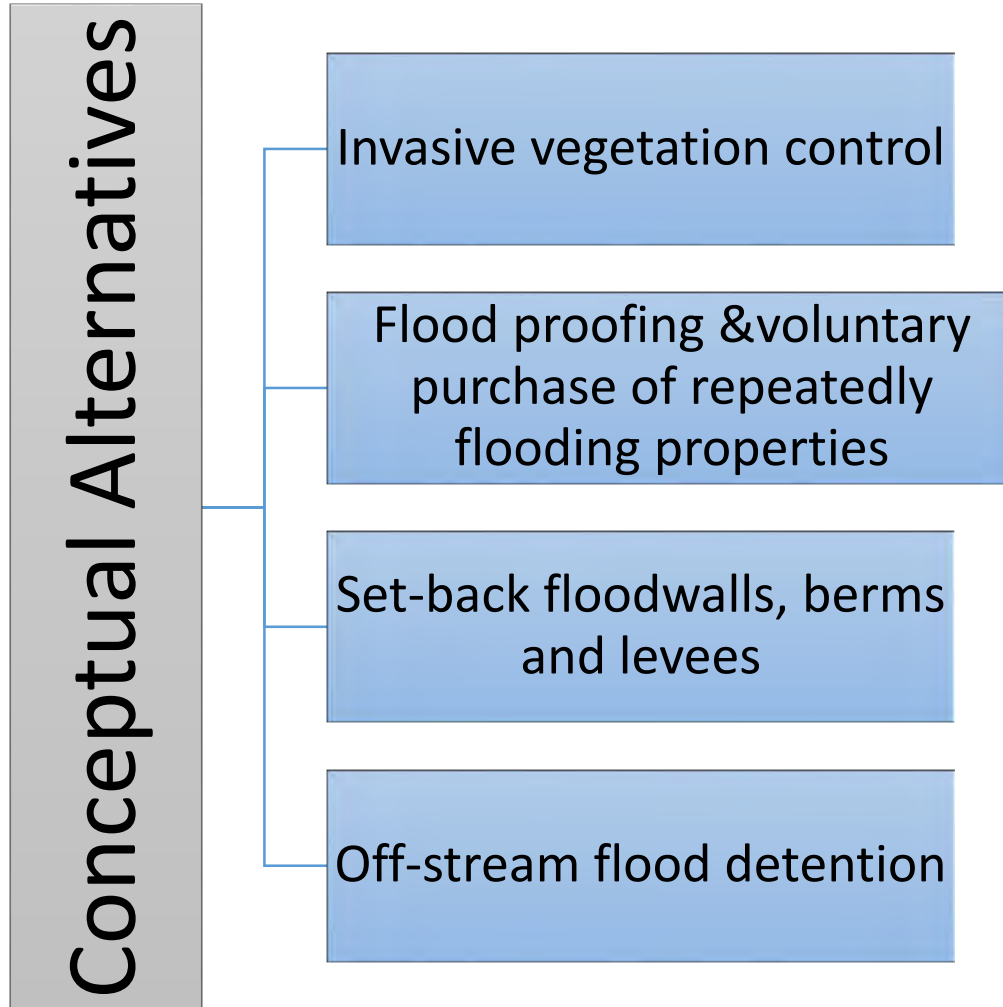 Conceptual Alternatives
Invasive vegetation control
Flood proofing &voluntary
purchase of repeatedly
flooding properties
Set-back floodwalls, berms
and levees
Off-stream flood detention